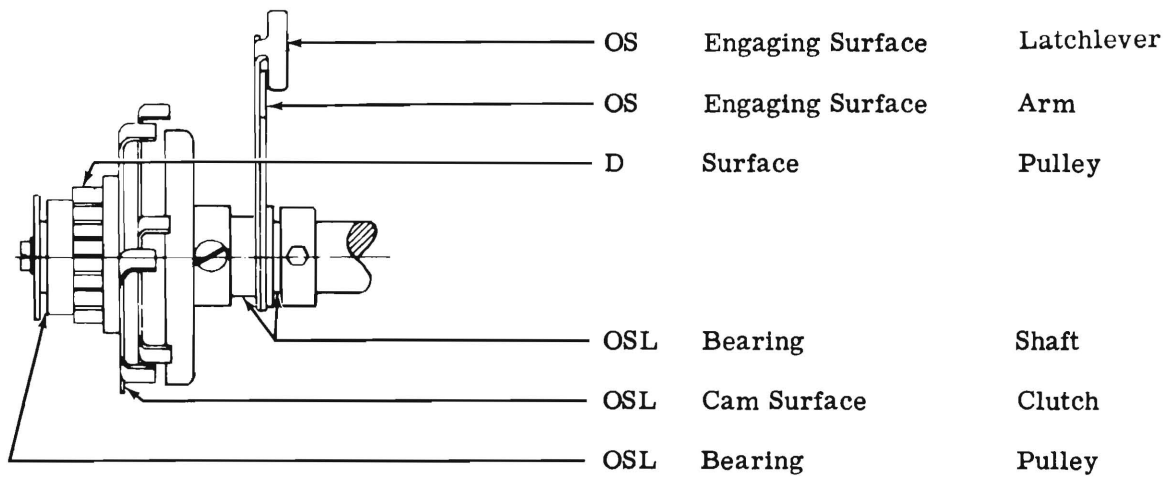 OS Engaging Surface Latchlever
OS Engaging Surface Arm
D Surface Pulley
OSL Bearing Shaft
OSL Cam Surface Clutch
OSL Bearing Pulley